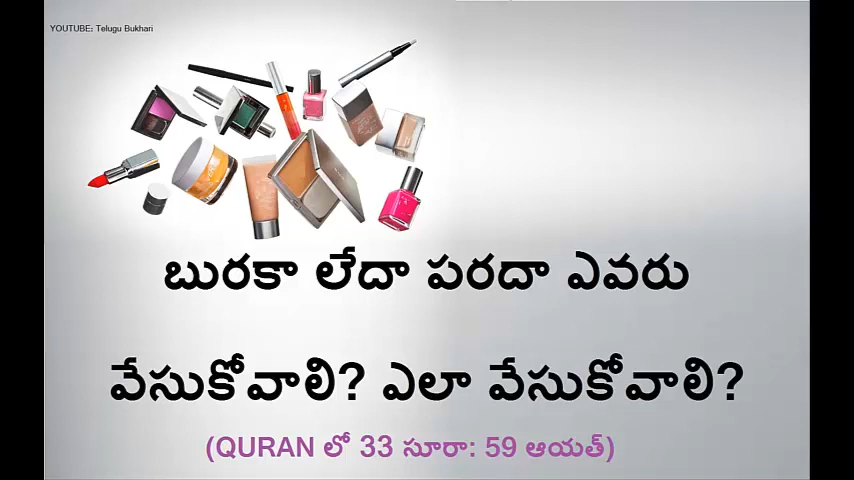 YOUTUBE: Telugu Bukhari
బురకా లేదా పరదా ఎవరు
వేసుకోవాలి? ఎలా వేసుకోవాలి?
(QURAN లో 33 సూరా: 59 ఆయత్)